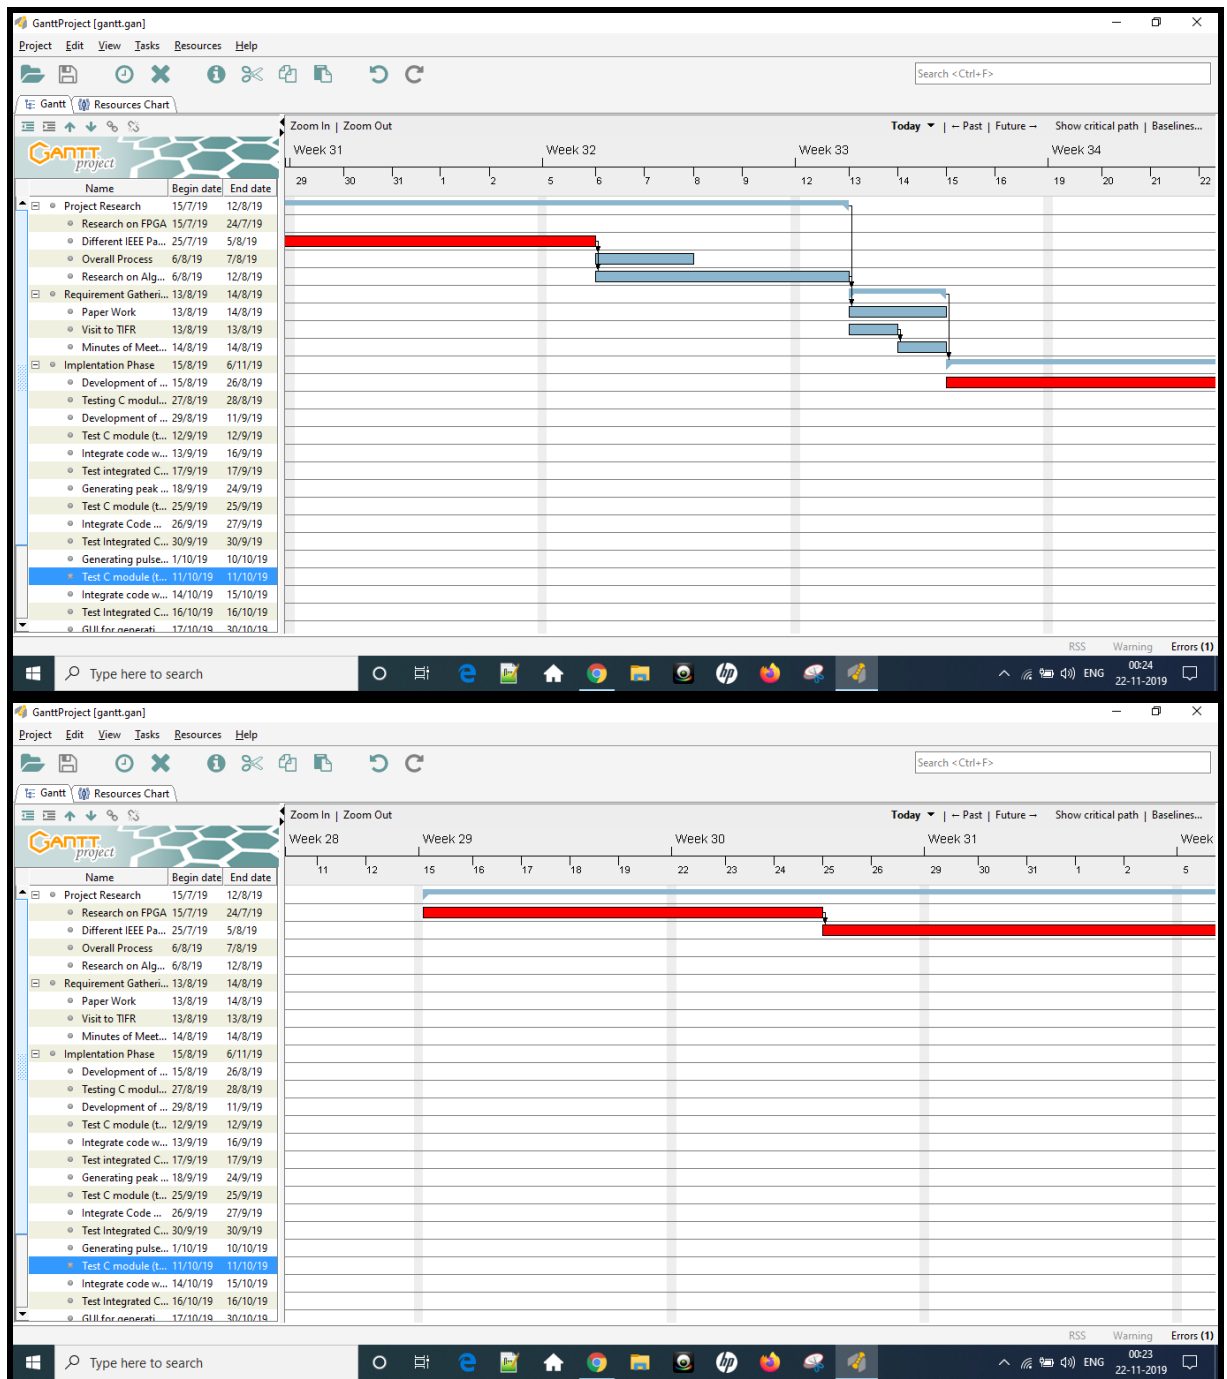 GanttProject [gantt.gan]
Project Edit View Tasks Resources Help
Search <Ctrl+F>
Gantt Resources Chart
Zoom In | Zoom Out Today | ← Past | Future → Show critical path | Baselines...
GANTT project
Week 31 Week 32 Week 33 Week 34
29 30 31 1 2 5 6 7 8 9 12 13 14 15 16 19 20 21 22
Name Begin date End date
Project Research 15/7/19 12/8/19
Research on FPGA 15/7/19 24/7/19
Different IEEE Pa... 25/7/19 5/8/19
Overall Process 6/8/19 7/8/19
Research on Alg... 6/8/19 12/8/19
Requirement Gatheri... 13/8/19 14/8/19
Paper Work 13/8/19 14/8/19
Visit to TIFR 13/8/19 13/8/19
Minutes of Meet... 14/8/19 14/8/19
Implentation Phase 15/8/19 6/11/19
Development of ... 15/8/19 26/8/19
Testing C modul... 27/8/19 28/8/19
Development of ... 29/8/19 11/9/19
Test C module (t... 12/9/19 12/9/19
Integrate code w... 13/9/19 16/9/19
Test integrated C... 17/9/19 17/9/19
Generating peak ... 18/9/19 24/9/19
Test C module (t... 25/9/19 25/9/19
Integrate Code ... 26/9/19 27/9/19
Test Integrated C... 30/9/19 30/9/19
Generating pulse... 1/10/19 10/10/19
Test C module (t... 11/10/19 11/10/19
Integrate code w... 14/10/19 15/10/19
Test Integrated C... 16/10/19 16/10/19
GUI for generati 17/10/19 30/10/19
RSS Warning Errors (1)
Type here to search hp ENG 00:24
22-11-2019
GanttProject [gantt.gan]
Project Edit View Tasks Resources Help
Search <Ctrl+F>
Gantt Resources Chart
Zoom In | Zoom Out Today | ← Past | Future → Show critical path | Baselines...
GANTT project
Week 28 Week 29 Week 30 Week 31 Week
11 12 15 16 17 18 19 22 23 24 25 26 29 30 31 1 2 5
Name Begin date End date
Project Research 15/7/19 12/8/19
Research on FPGA 15/7/19 24/7/19
Different IEEE Pa... 25/7/19 5/8/19
Overall Process 6/8/19 7/8/19
Research on Alg... 6/8/19 12/8/19
Requirement Gatheri... 13/8/19 14/8/19
Paper Work 13/8/19 14/8/19
Visit to TIFR 13/8/19 13/8/19
Minutes of Meet... 14/8/19 14/8/19
Implentation Phase 15/8/19 6/11/19
Development of ... 15/8/19 26/8/19
Testing C modul... 27/8/19 28/8/19
Development of ... 29/8/19 11/9/19
Test C module (t... 12/9/19 12/9/19
Integrate code w... 13/9/19 16/9/19
Test integrated C... 17/9/19 17/9/19
Generating peak ... 18/9/19 24/9/19
Test C module (t... 25/9/19 25/9/19
Integrate Code ... 26/9/19 27/9/19
Test Integrated C... 30/9/19 30/9/19
Generating pulse... 1/10/19 10/10/19
Test C module (t... 11/10/19 11/10/19
Integrate code w... 14/10/19 15/10/19
Test Integrated C... 16/10/19 16/10/19
GUI for generati 17/10/19 30/10/19
RSS Warning Errors (1)
Type here to search hp ENG 00:23
22-11-2019